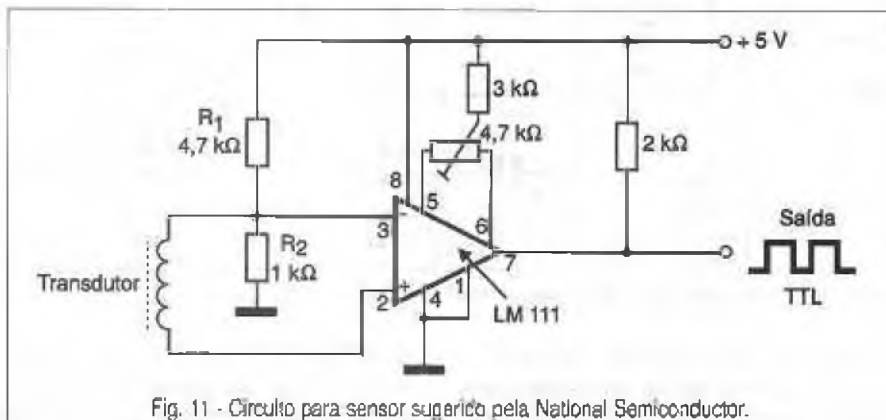 + 5 V
3 kΩ
R1
4,7 kΩ
4,7 kΩ
2 kΩ
8
5
-
3
6
Saída
R2
1 kΩ
7
Transdutor
+
2
4
1
LM 111
TTL
Fig. 11 - Circuito para sensor sugerido pela National Semiconductor.